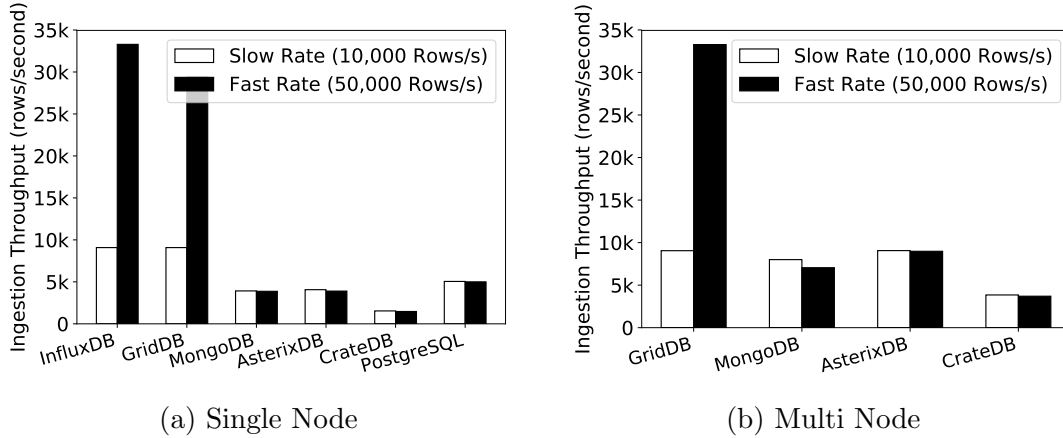 Ingestion Throughput (rows/second)
35k
30k
25k
20k
15k
10k
5k
0
Slow Rate (10,000 Rows/s)
Fast Rate (50,000 Rows/s)
InfluxDB
GridDB
MongoDB
AsterixDB
CrateDB
PostgreSQL
(a) Single Node
Ingestion Throughput (rows/second)
35k
30k
25k
20k
15k
10k
5k
0
Slow Rate (10,000 Rows/s)
Fast Rate (50,000 Rows/s)
GridDB
MongoDB
AsterixDB
CrateDB
(b) Multi Node